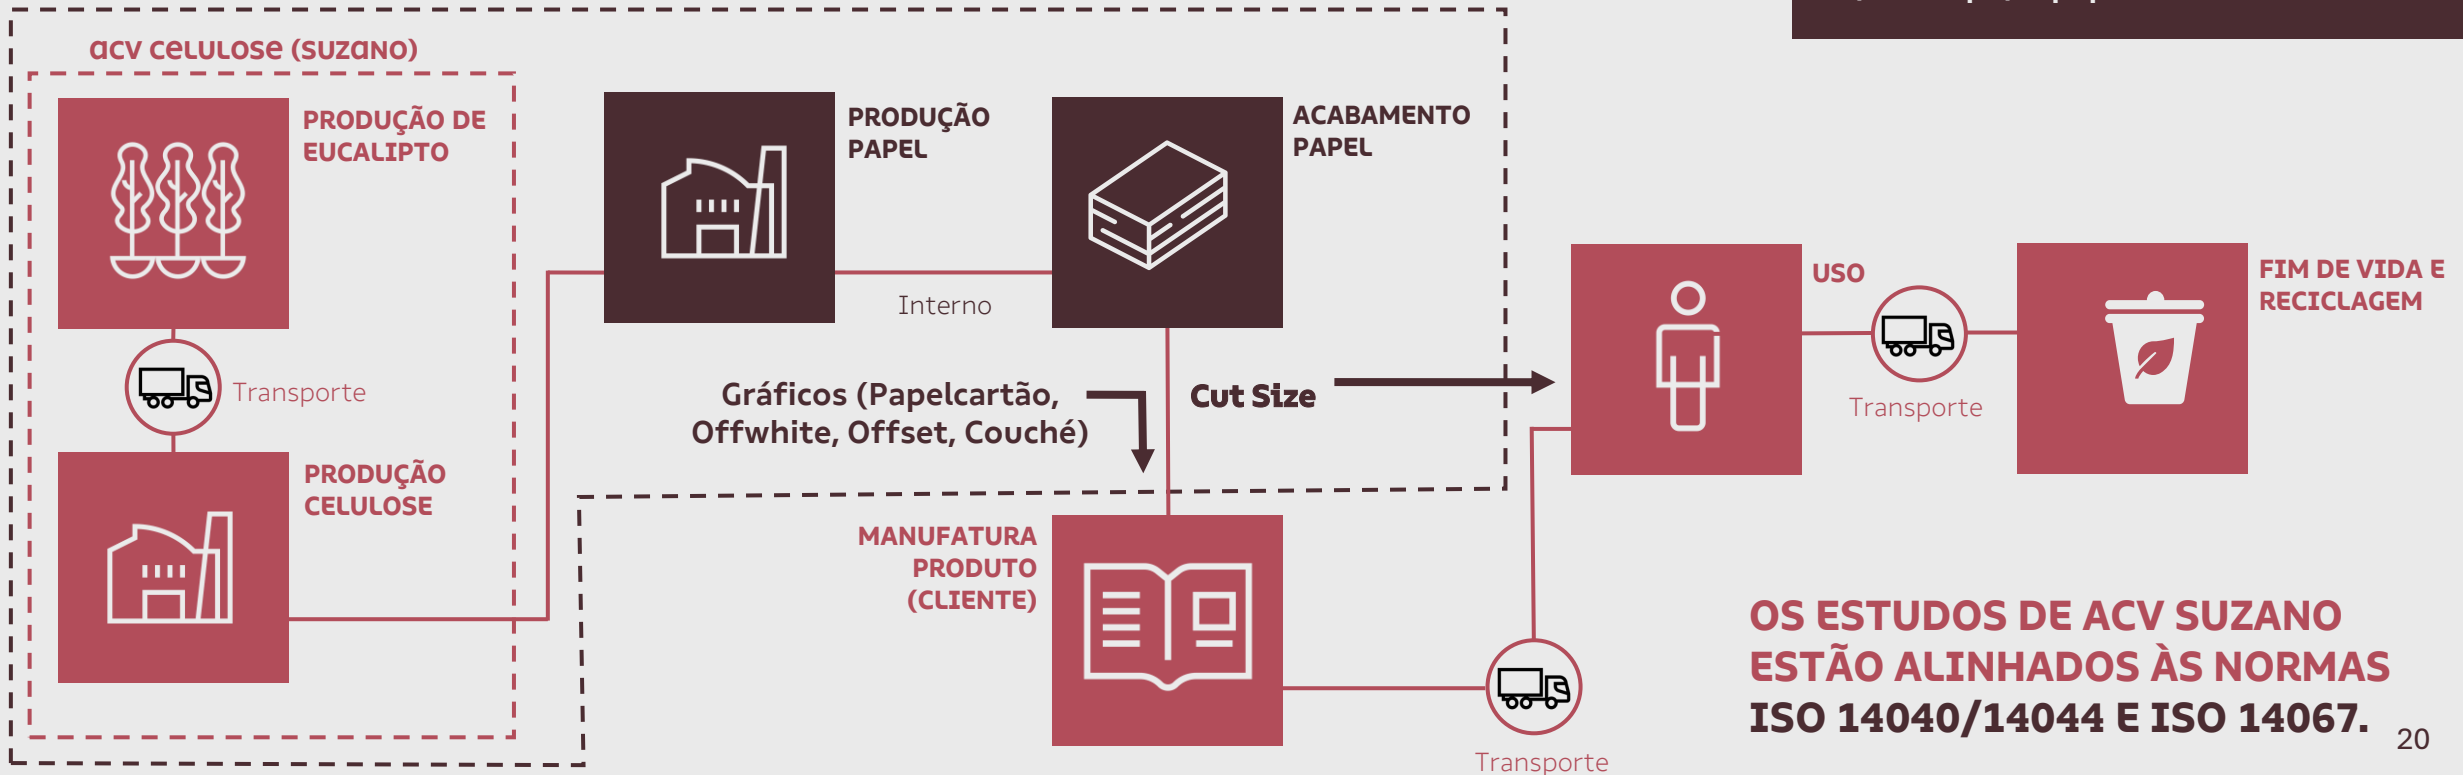 acv celulose (suzano)
PRODUÇÃO DE
EUCALIPTO
Transporte
PRODUÇÃO
CELULOSE
PRODUÇÃO
PAPEL
Interno
ACABAMENTO
PAPEL
Gráficos (Papelcartão,
Offwhite, Offset, Couché)
Cut Size
MANUFATURA
PRODUTO
(CLIENTE)
Transporte
USO
Transporte
FIM DE VIDA E
RECICLAGEM
OS ESTUDOS DE ACV SUZANO
ESTÃO ALINHADOS ÀS NORMAS
ISO 14040/14044 E ISO 14067.
20